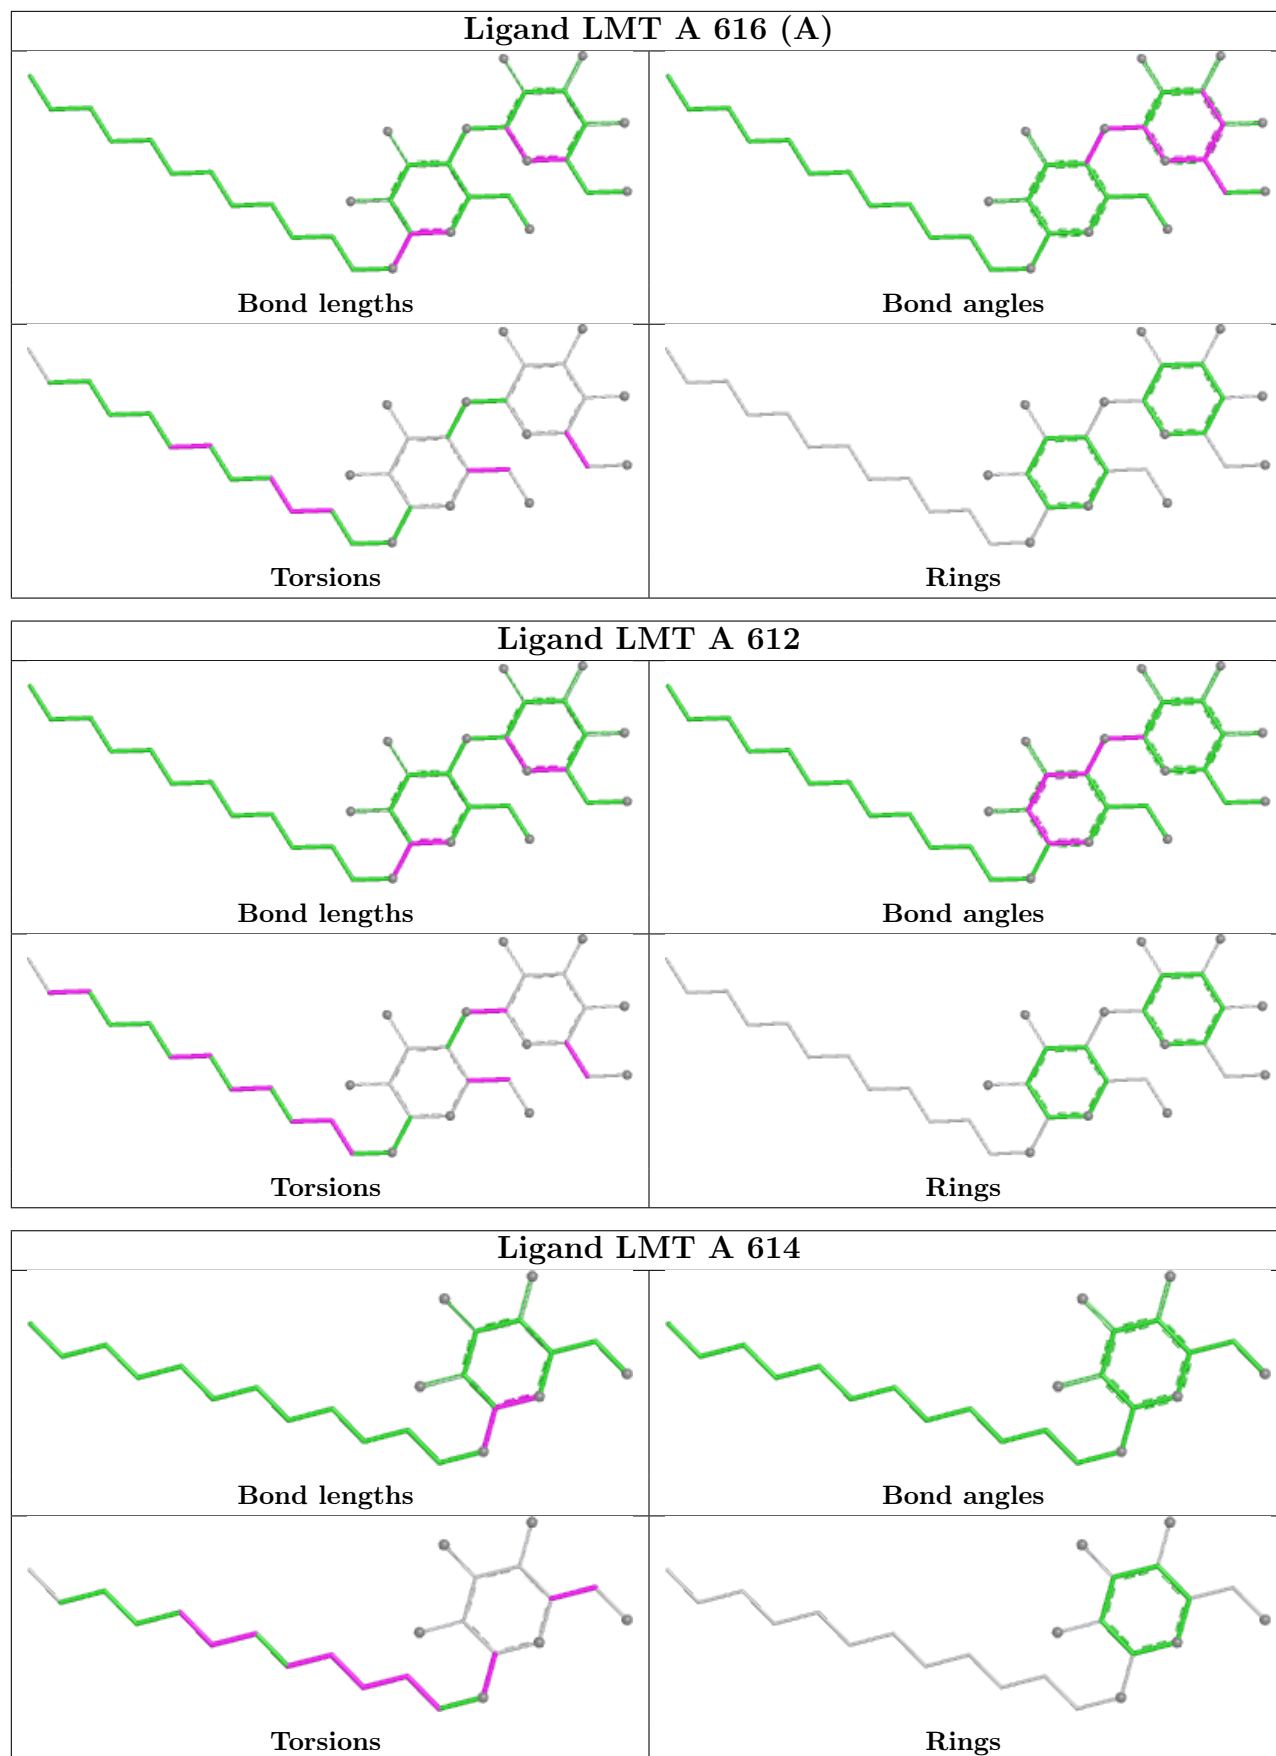 Ligand LMT A 616 (A)
Bond lengths
Bond angles
Torsions
Rings
Ligand LMT A 612
Bond lengths
Bond angles
Torsions
Rings
Ligand LMT A 614
Bond lengths
Bond angles
Torsions
Rings